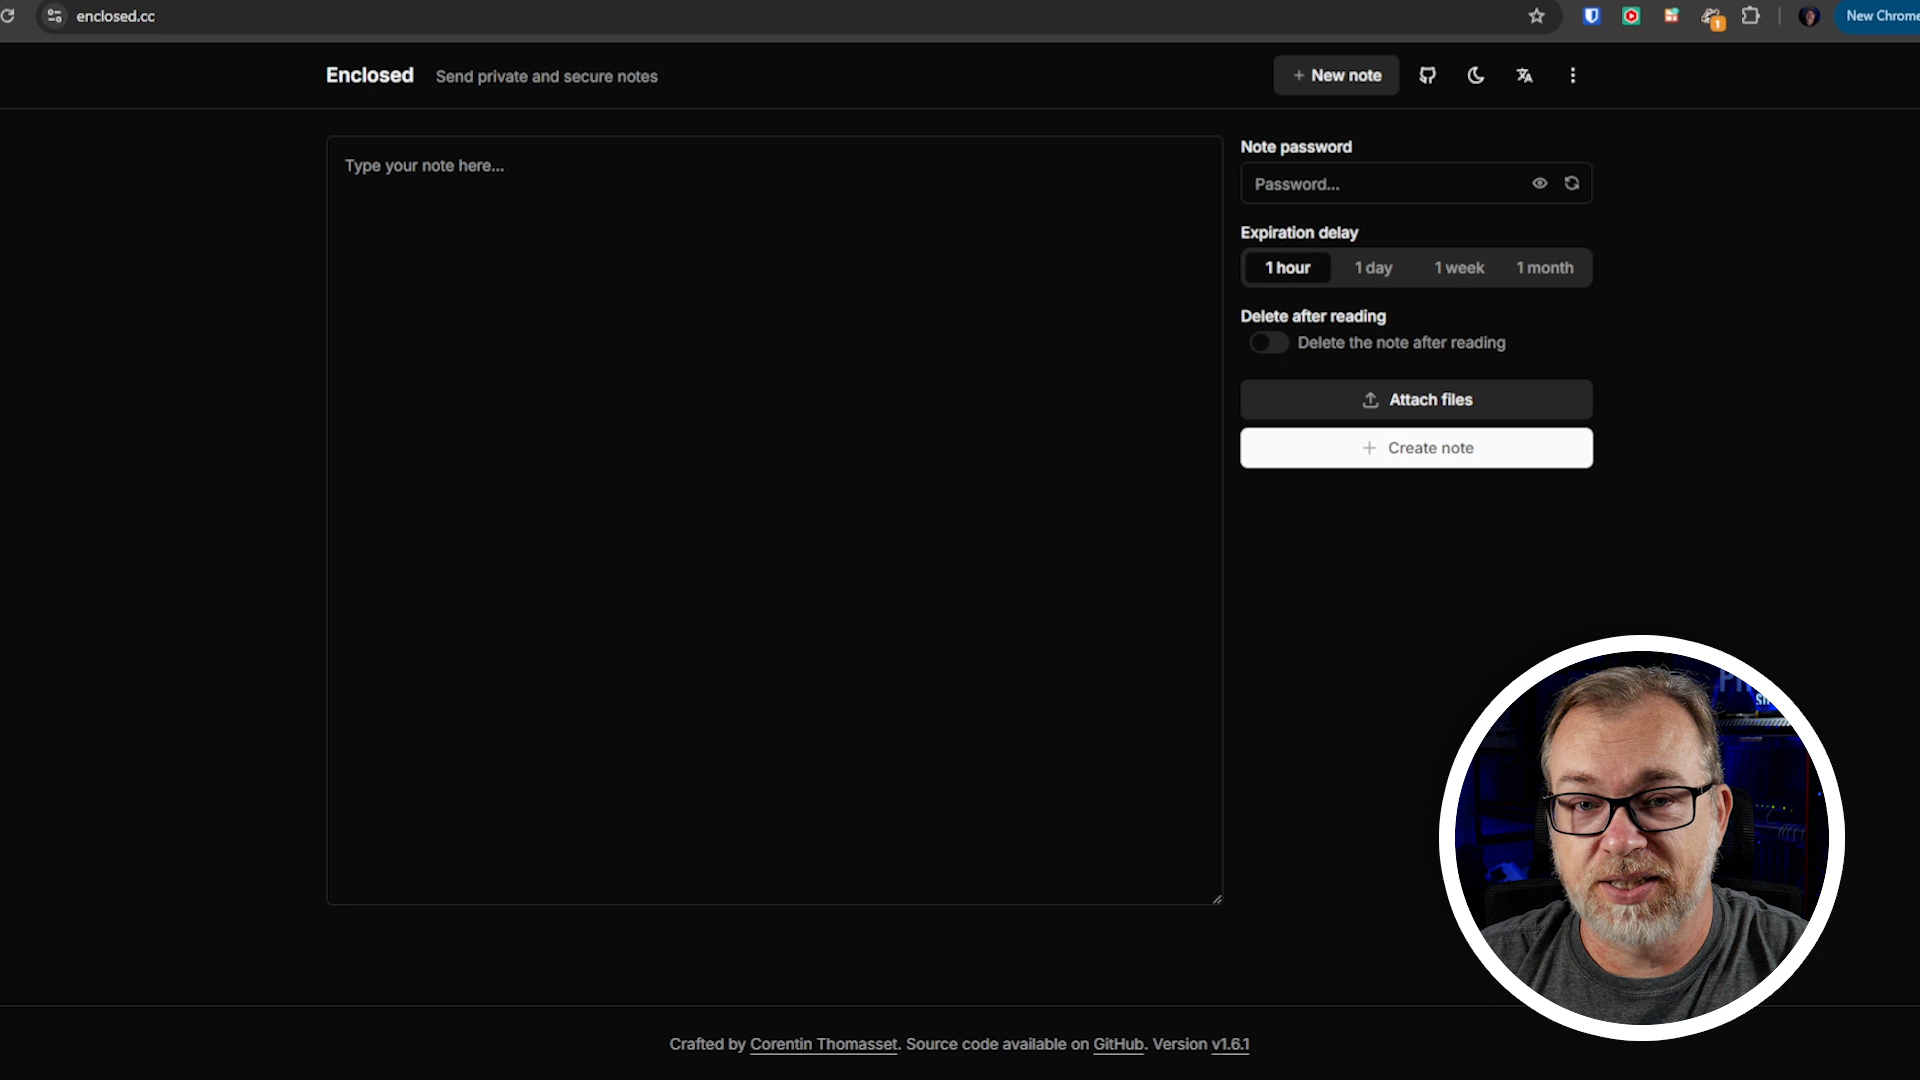 enclosed.cc
1
New Chrome
Enclosed Send private and secure notes
+ New note
Type your note here...
Note password
Password...
Expiration delay
1 hour 1 day 1 week 1 month
Delete after reading
Delete the note after reading
Attach files
+ Create note
Crafted by Corentin Thomasset. Source code available on GitHub. Version v1.6.1